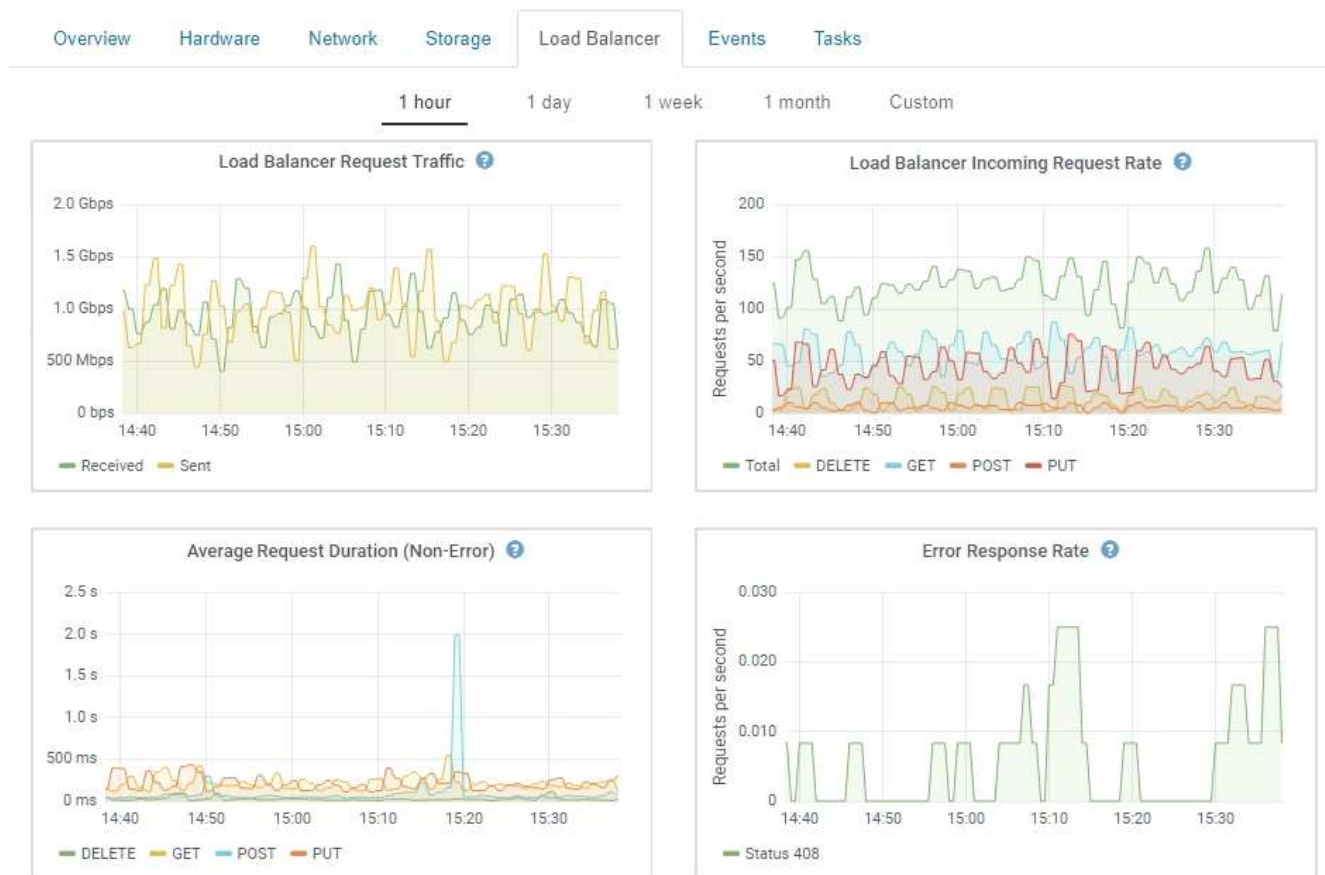 Overview Hardware Network Storage Load Balancer Events Tasks
1 hour 1 day 1 week 1 month Custom
Load Balancer Request Traffic ?
2.0 Gbps
1.5 Gbps
1.0 Gbps
500 Mbps
0 bps
14:40 14:50 15:00 15:10 15:20 15:30
Received Sent
Load Balancer Incoming Request Rate ?
Requests per second
200
150
100
50
0
14:40 14:50 15:00 15:10 15:20 15:30
Total DELETE GET POST PUT
Average Request Duration (Non-Error) ?
2.5 s
2.0 s
1.5 s
1.0 s
500 ms
0 ms
14:40 14:50 15:00 15:10 15:20 15:30
DELETE GET POST PUT
Error Response Rate ?
Requests per second
0.030
0.020
0.010
0
14:40 14:50 15:00 15:10 15:20 15:30
Status 408